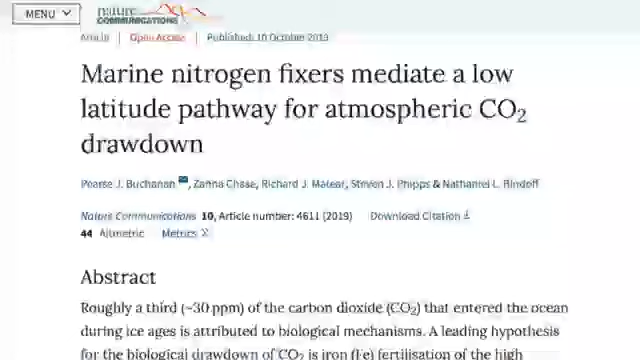 MENU
nature
COMMUNICATIONS
Article | Open Access | Published: 10 October 2019
Marine nitrogen fixers mediate a low
latitude pathway for atmospheric CO2
drawdown
Pearse J. Buchanan, Zanna Chase, Richard J. Matear, Steven J. Phipps & Nathaniel L. Bindoff
Nature Communications 10, Article number: 4611 (2019) Download Citation
44 Altmetric Metrics
Abstract
Roughly a third (~30 ppm) of the carbon dioxide (CO2) that entered the ocean
during ice ages is attributed to biological mechanisms. A leading hypothesis
for the biological drawdown of CO2 is iron (Fe) fertilisation of the high